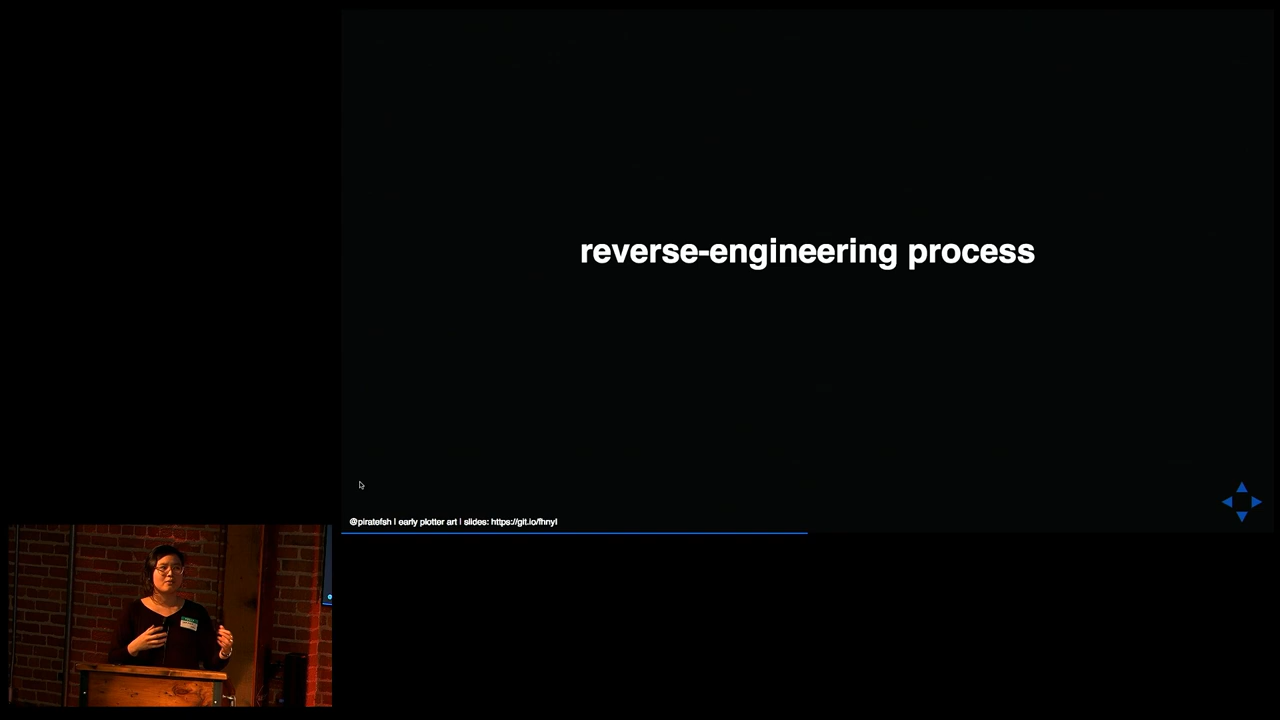 reverse-engineering process
@piratefsh | early plotter art | slides: https://git.io/fhnyl